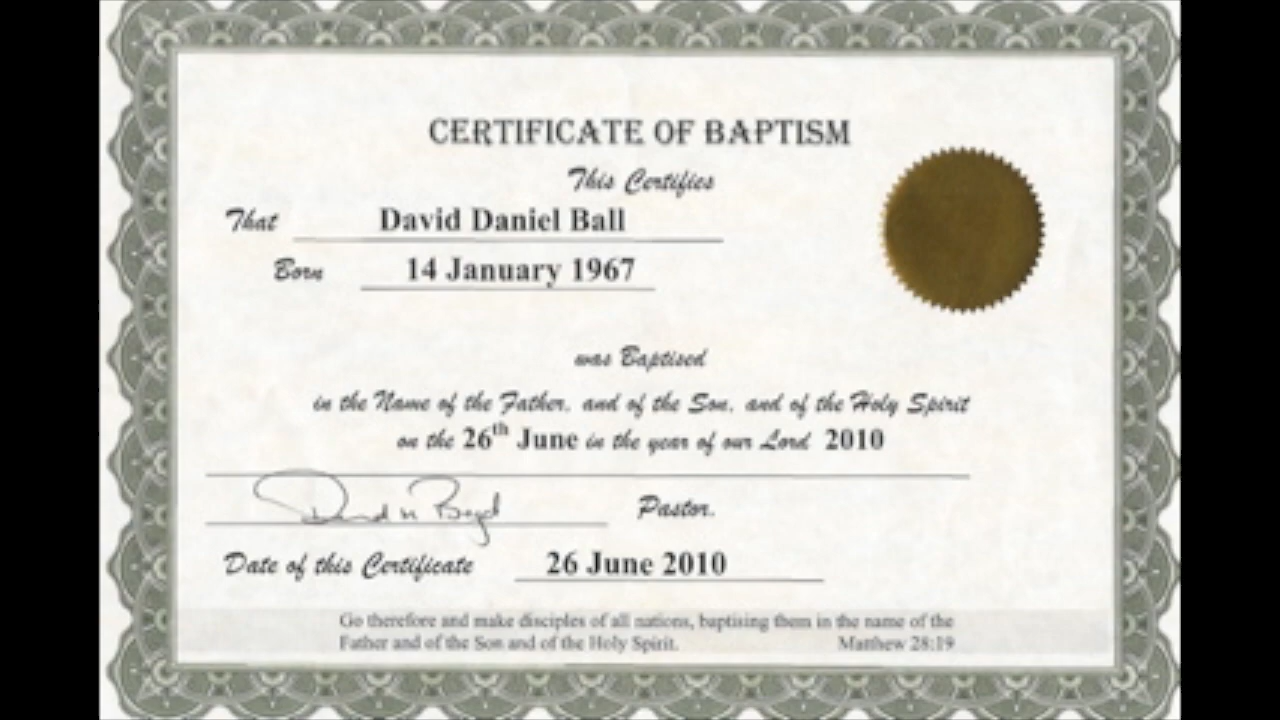 CERTIFICATE OF BAPTISM
This Certifies
That David Daniel Ball
Born 14 January 1967
was Baptised
in the Name of the Father, and of the Son, and of the Holy Spirit
on the 26th June in the year of our Lord 2010
Pastor.
Date of this Certificate 26 June 2010
Go therefore and make disciples of all nations, baptising them in the name of the
Father and of the Son and of the Holy Spirit. Matthew 28:19